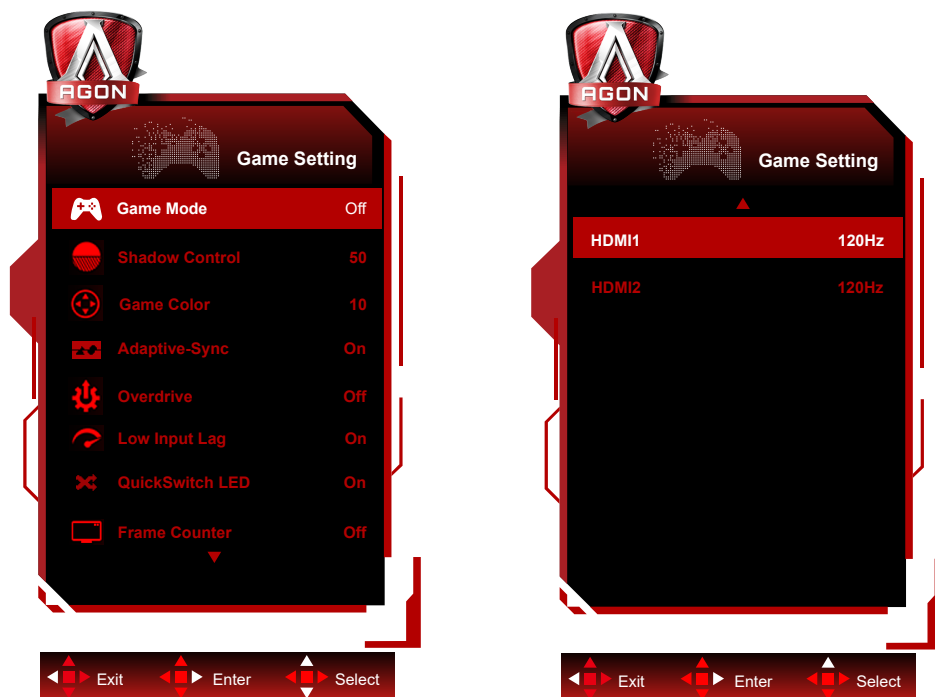 AGON
Game Setting
Game Mode Off
Shadow Control 50
Game Color 10
Adaptive-Sync On
Overdrive Off
Low Input Lag On
QuickSwitch LED On
Frame Counter Off
Exit Enter Select
AGON
Game Setting
HDMI1 120Hz
HDMI2 120Hz
Exit Enter Select